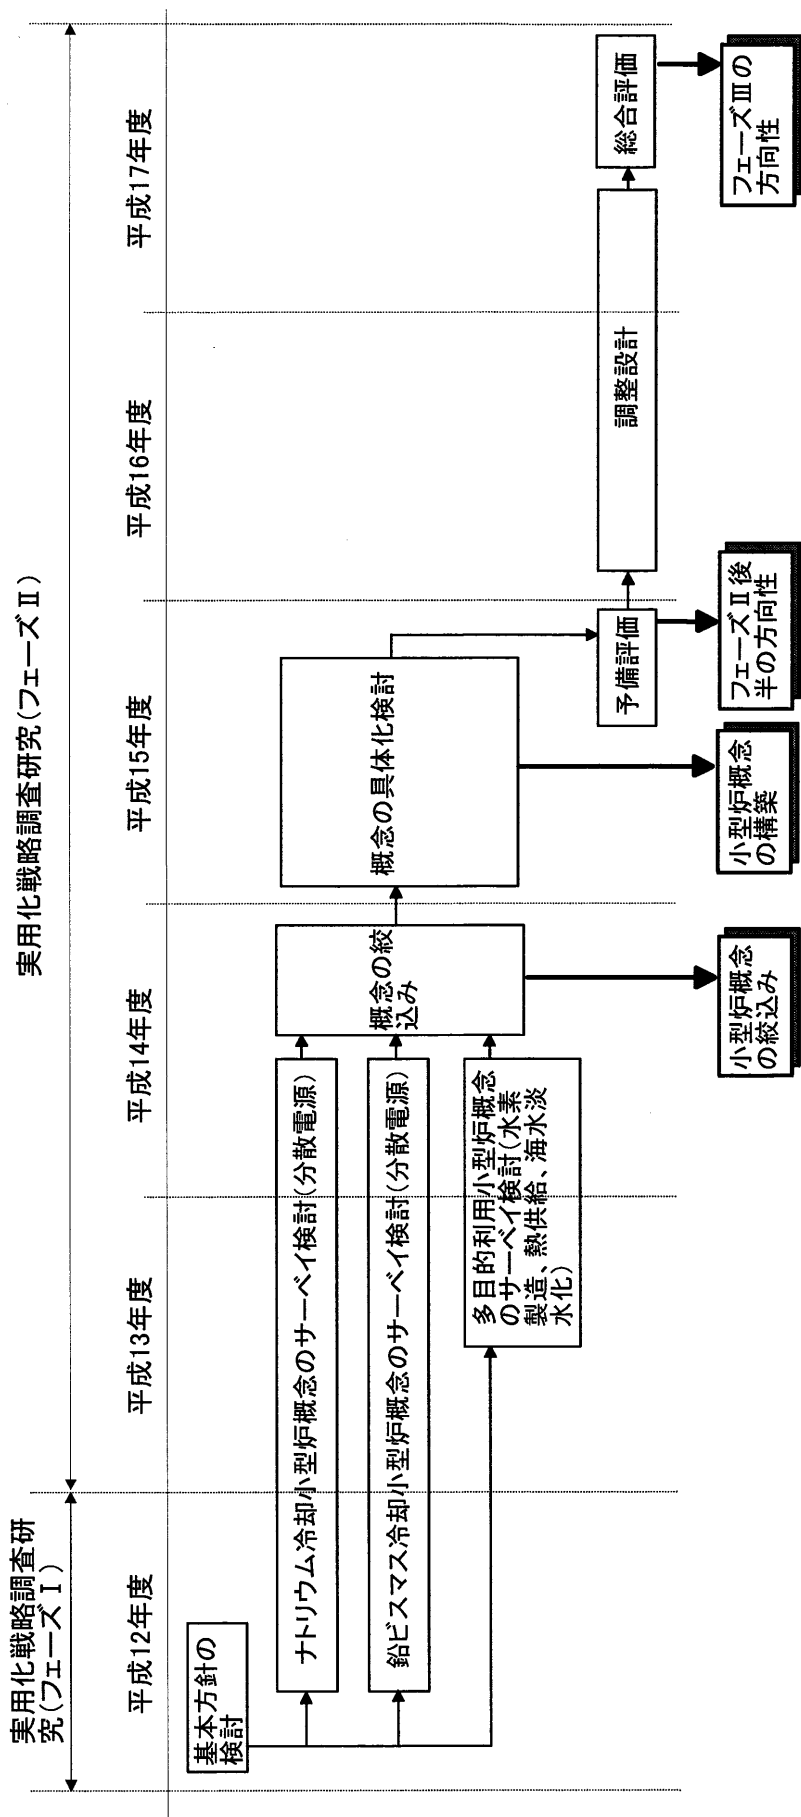 実用化戦略調査研
究(フェーズⅠ)
実用化戦略調査研究(フェーズⅡ)
平成12年度
平成13年度
平成14年度
平成15年度
平成16年度
平成17年度
基本方針の
検討
ナトリウム冷却小型炉概念のサーベイ検討(分散電源)
鉛ビスマス冷却小型炉概念のサーベイ検討(分散電源)
多目的利用小型炉概念
のサーベイ検討(水素
製造、熱供給、海水淡
水化)
概念の絞
込み
概念の具体化検討
予備評価
調整設計
総合評価
小型炉概念
の絞込み
小型炉概念
の構築
フェーズⅡ後
半の方向性
フェーズⅢの
方向性